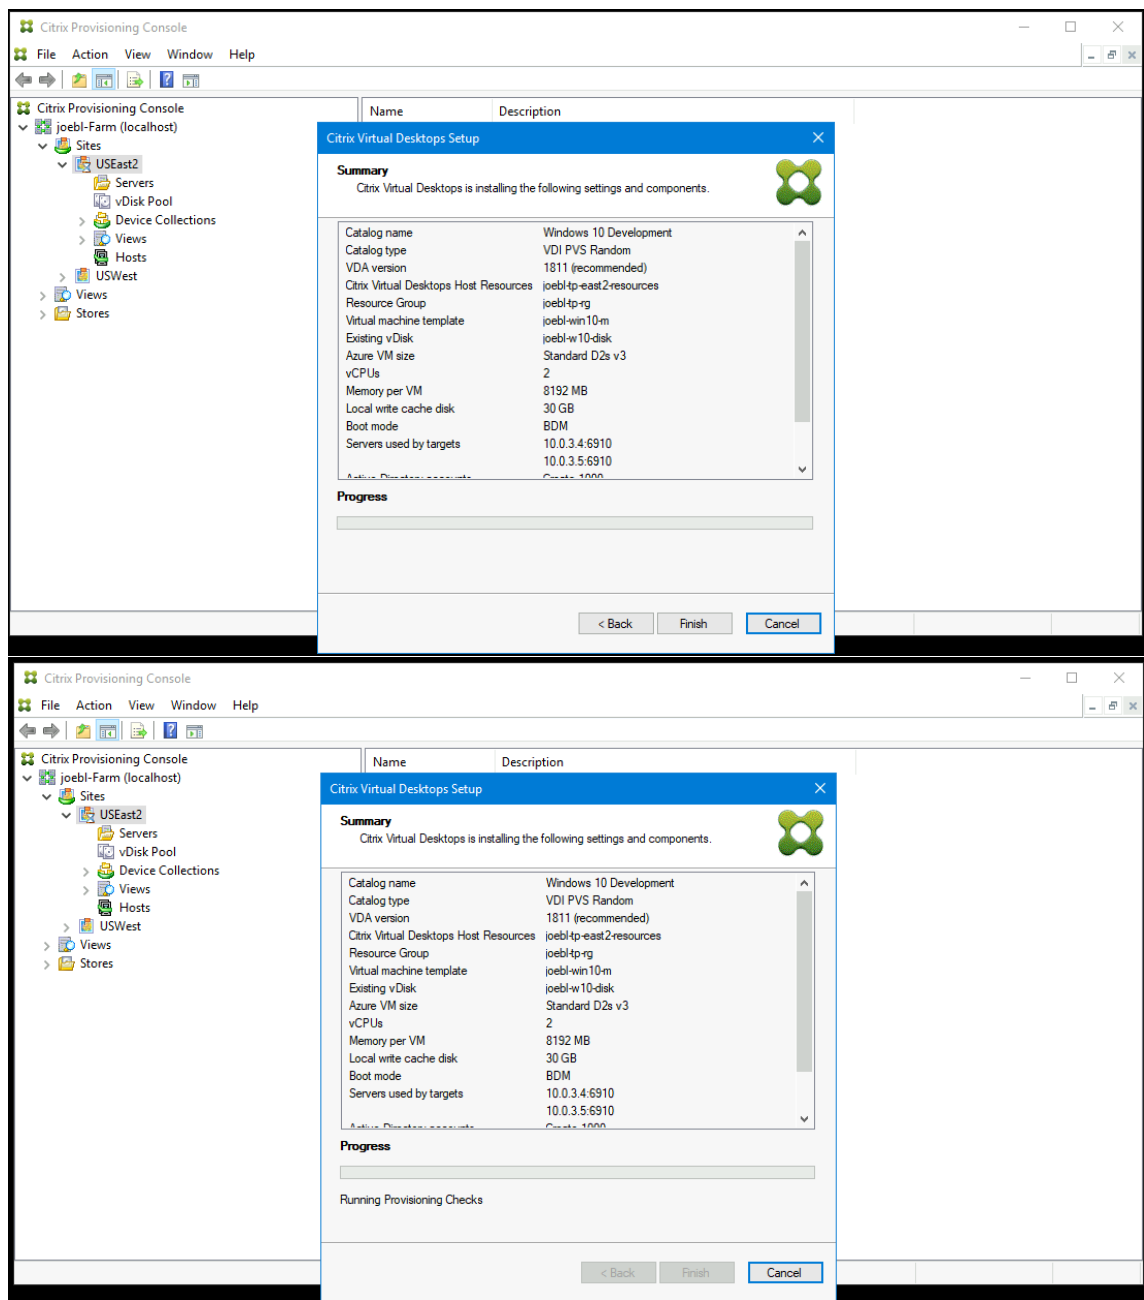 Citrix Provisioning Console
File Action View Window Help
Citrix Provisioning Console
joebl-Farm (localhost)
Sites
USEast2
Servers
vDisk Pool
Device Collections
Views
Hosts
USWest
Views
Stores
Name Description
Citrix Virtual Desktops Setup
Summary
Citrix Virtual Desktops is installing the following settings and components.
Catalog name Windows 10 Development
Catalog type VDI PVS Random
VDA version 1811 (recommended)
Citrix Virtual Desktops Host Resources joebl-tp-east2-resources
Resource Group joebl-tp-rg
Virtual machine template joebl-win10-m
Existing vDisk joebl-w10-disk
Azure VM size Standard D2s v3
vCPUs 2
Memory per VM 8192 MB
Local write cache disk 30 GB
Boot mode BDM
Servers used by targets 10.0.3.4:6910
10.0.3.5:6910
Active Directory accounts Create 1000
Progress
< Back Finish Cancel
Citrix Provisioning Console
File Action View Window Help
Citrix Provisioning Console
joebl-Farm (localhost)
Sites
USEast2
Servers
vDisk Pool
Device Collections
Views
Hosts
USWest
Views
Stores
Name Description
Citrix Virtual Desktops Setup
Summary
Citrix Virtual Desktops is installing the following settings and components.
Catalog name Windows 10 Development
Catalog type VDI PVS Random
VDA version 1811 (recommended)
Citrix Virtual Desktops Host Resources joebl-tp-east2-resources
Resource Group joebl-tp-rg
Virtual machine template joebl-win10-m
Existing vDisk joebl-w10-disk
Azure VM size Standard D2s v3
vCPUs 2
Memory per VM 8192 MB
Local write cache disk 30 GB
Boot mode BDM
Servers used by targets 10.0.3.4:6910
10.0.3.5:6910
Active Directory accounts Create 1000
Progress
Running Provisioning Checks
< Back Finish Cancel